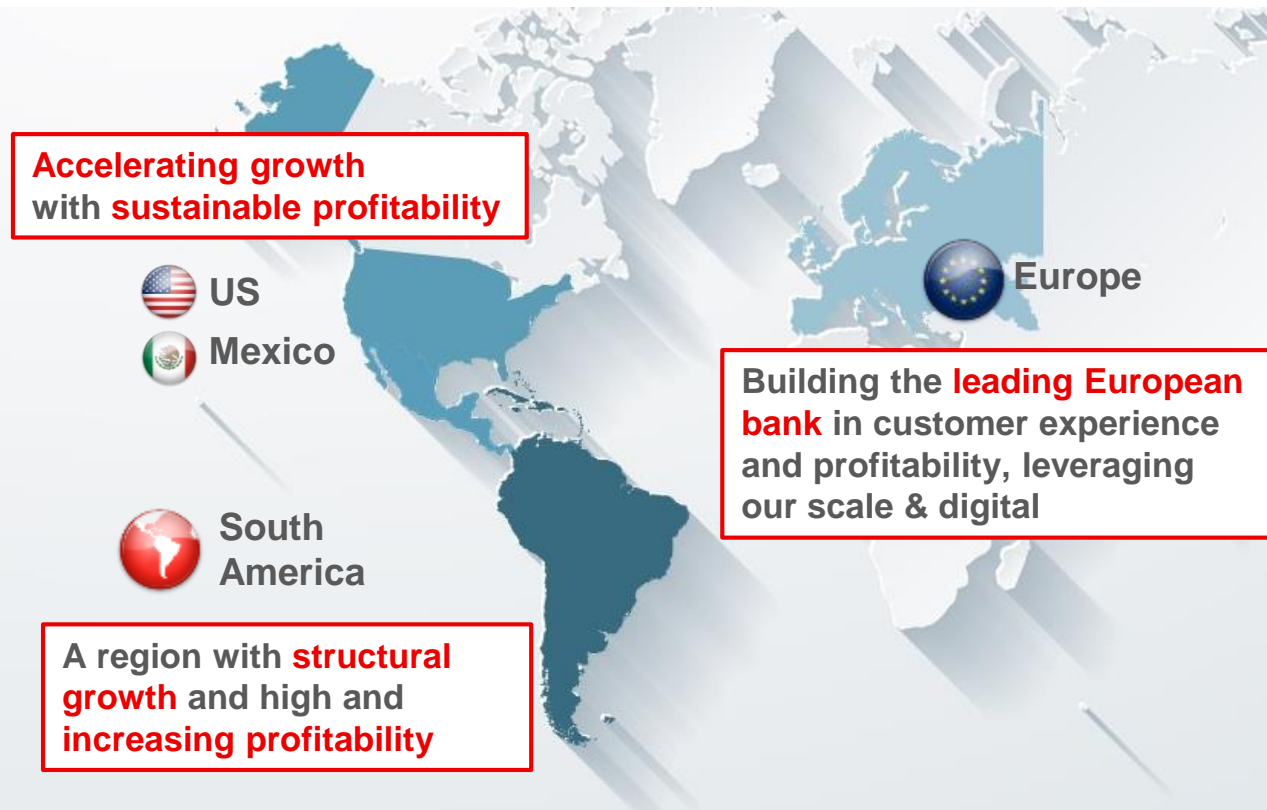 Accelerating growth
with sustainable profitability
US
Mexico
Europe
Building the leading European
bank in customer experience
and profitability, leveraging
our scale & digital
South
America
A region with structural
growth and high and
increasing profitability